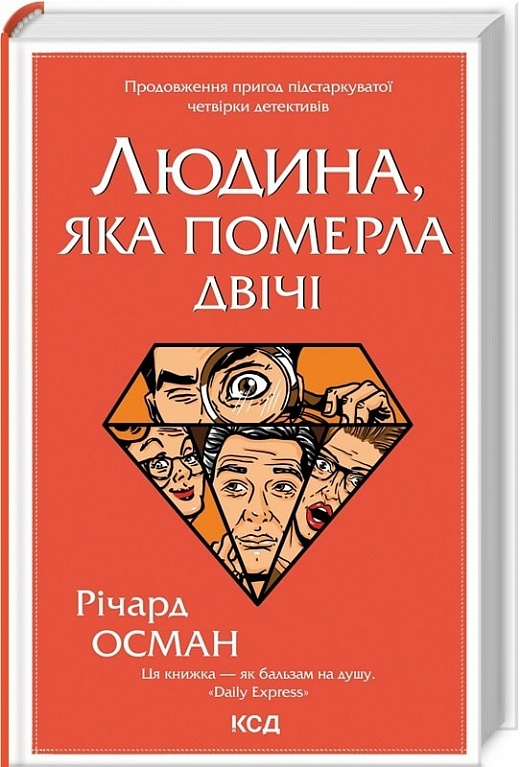 Продовження пригод підстаркуватої
четвірки детективів
Людина,
яка померла
двічі
Річард
Осман
Ця книжка — як бальзам на душу.
«Daily Express»
КСД